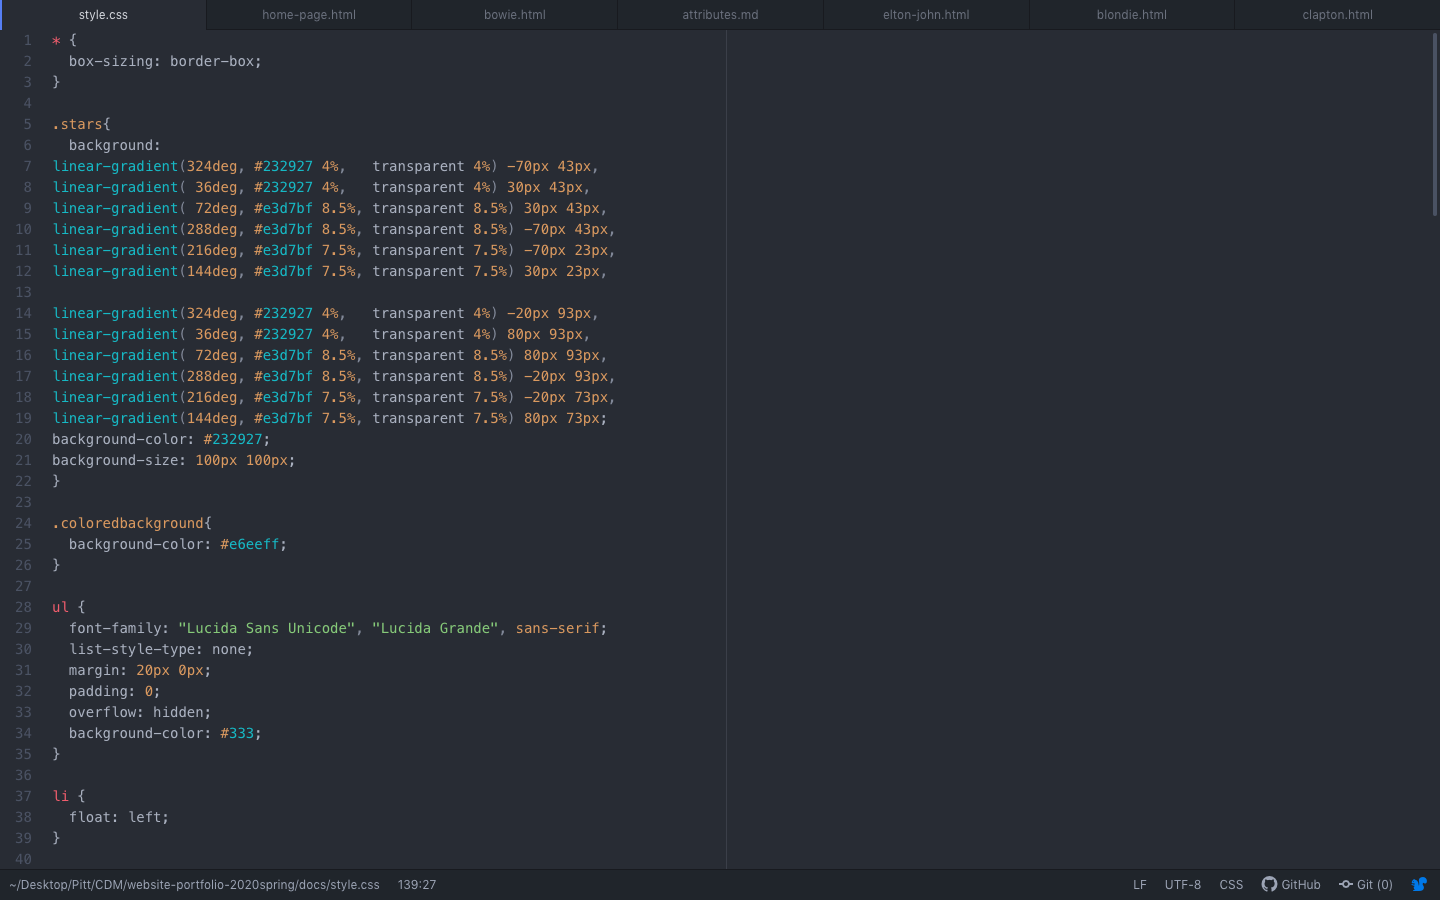 style.css home-page.html bowie.html attributes.md elton-john.html blondie.html clapton.html
1 * {
2   box-sizing: border-box;
3 }
4
5 .stars{
6   background:
7 linear-gradient(324deg, #232927 4%,   transparent 4%) -70px 43px,
8 linear-gradient( 36deg, #232927 4%,   transparent 4%) 30px 43px,
9 linear-gradient( 72deg, #e3d7bf 8.5%, transparent 8.5%) 30px 43px,
10 linear-gradient(288deg, #e3d7bf 8.5%, transparent 8.5%) -70px 43px,
11 linear-gradient(216deg, #e3d7bf 7.5%, transparent 7.5%) -70px 23px,
12 linear-gradient(144deg, #e3d7bf 7.5%, transparent 7.5%) 30px 23px,
13
14 linear-gradient(324deg, #232927 4%,   transparent 4%) -20px 93px,
15 linear-gradient( 36deg, #232927 4%,   transparent 4%) 80px 93px,
16 linear-gradient( 72deg, #e3d7bf 8.5%, transparent 8.5%) 80px 93px,
17 linear-gradient(288deg, #e3d7bf 8.5%, transparent 8.5%) -20px 93px,
18 linear-gradient(216deg, #e3d7bf 7.5%, transparent 7.5%) -20px 73px,
19 linear-gradient(144deg, #e3d7bf 7.5%, transparent 7.5%) 80px 73px;
20 background-color: #232927;
21 background-size: 100px 100px;
22 }
23
24 .coloredbackground{
25   background-color: #e6eeff;
26 }
27
28 ul {
29   font-family: "Lucida Sans Unicode", "Lucida Grande", sans-serif;
30   list-style-type: none;
31   margin: 20px 0px;
32   padding: 0;
33   overflow: hidden;
34   background-color: #333;
35 }
36
37 li {
38   float: left;
39 }
40
~/Desktop/Pitt/CDM/website-portfolio-2020spring/docs/style.css 139:27 LF UTF-8 CSS GitHub Git (0)